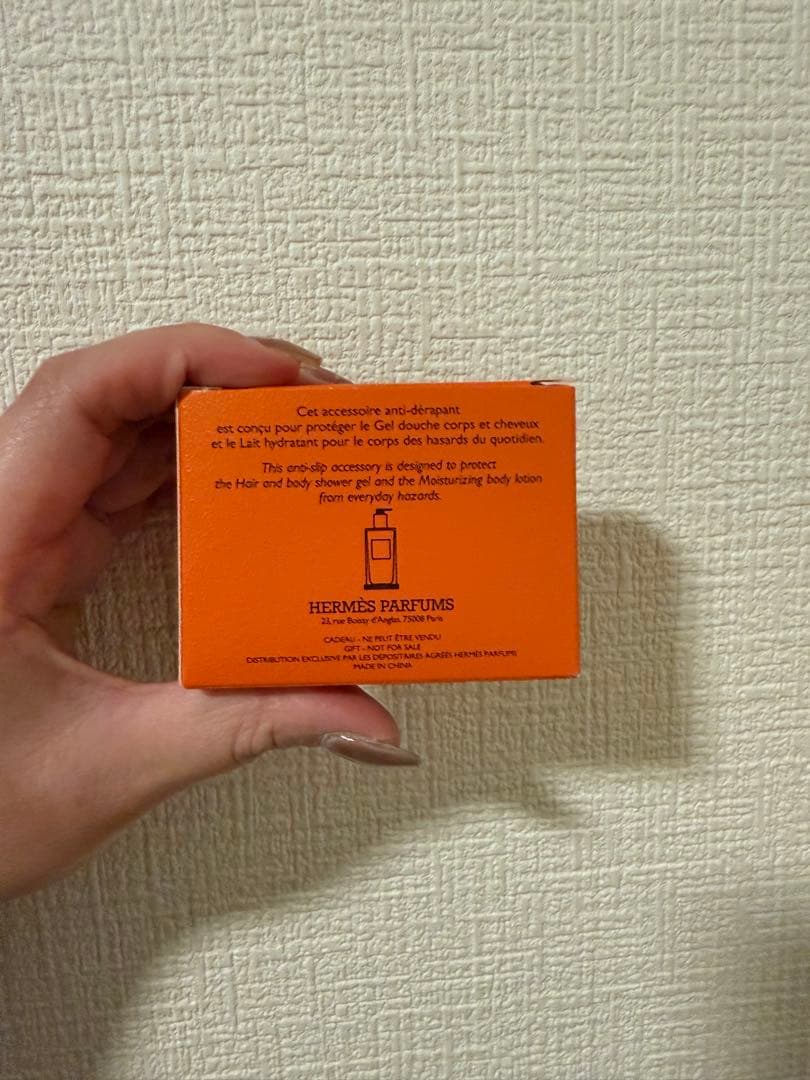 Cet accessoire anti-dérapant
est conçu pour protéger le Gel douche corps et cheveux
et le Lait hydratant pour le corps des hasards du quotidien.
This anti-slip accessory is designed to protect
the Hair and body shower gel and the Moisturizing body lotion
from everyday hazards.
HERMÈS PARFUMS
23, rue Boissy d'Anglas, 75008 Paris
CADEAU - NE PEUT ÊTRE VENDU
GIFT - NOT FOR SALE
DISTRIBUTION EXCLUSIVE PAR LES DÉPOSITAIRES AGRÉÉS HERMÈS PARFUMS
MADE IN CHINA